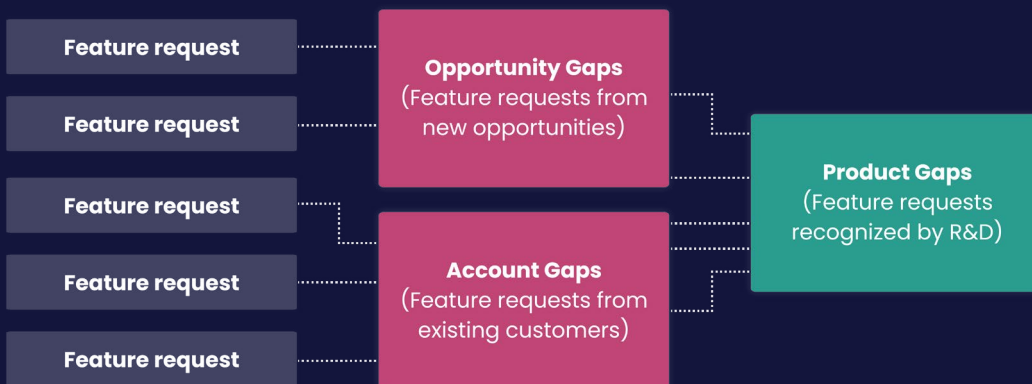 Feature request
Feature request
Feature request
Feature request
Feature request
Opportunity Gaps
(Feature requests from
new opportunities)
Account Gaps
(Feature requests from
existing customers)
Product Gaps
(Feature requests
recognized by R&D)